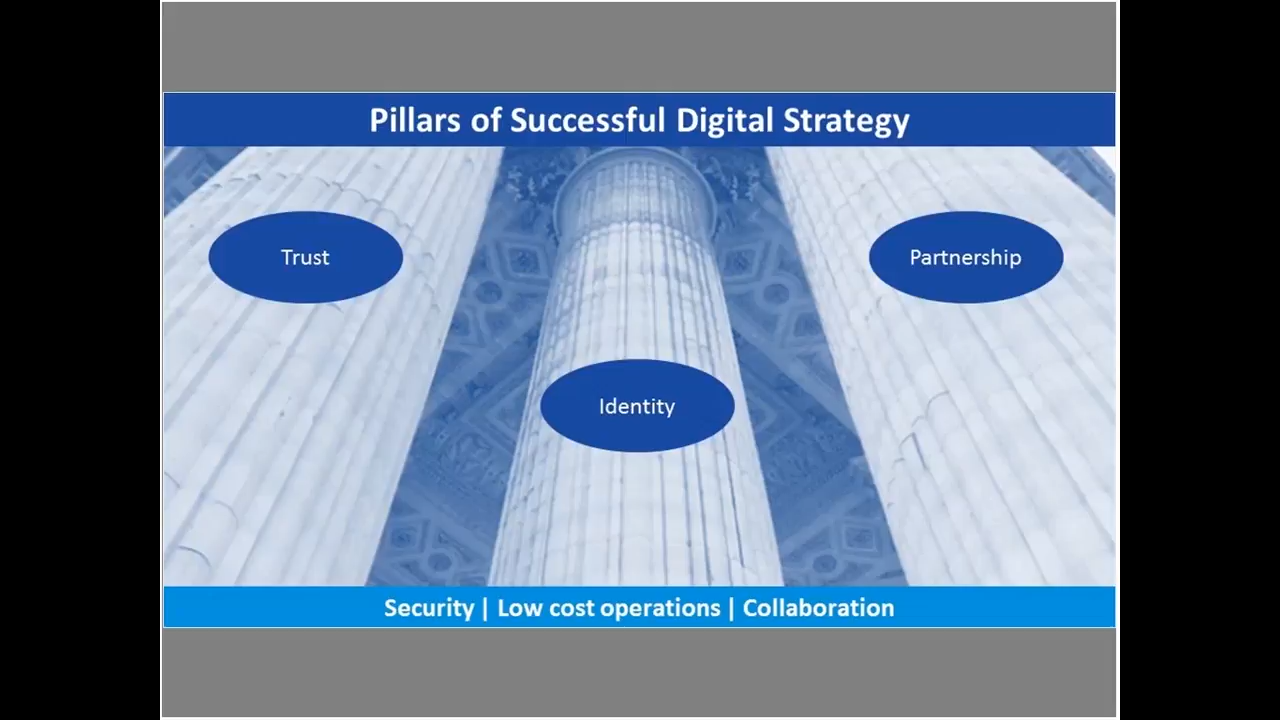 Pillars of Successful Digital Strategy
Trust
Partnership
Identity
Security | Low cost operations | Collaboration